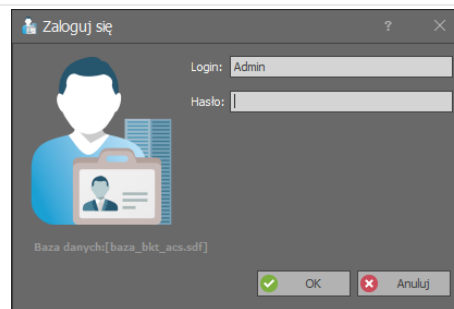 Zaloguj się ?
Login: Admin
Hasło:
Baza danych:[baza_bkt_acs.sdf]
OK Anuluj